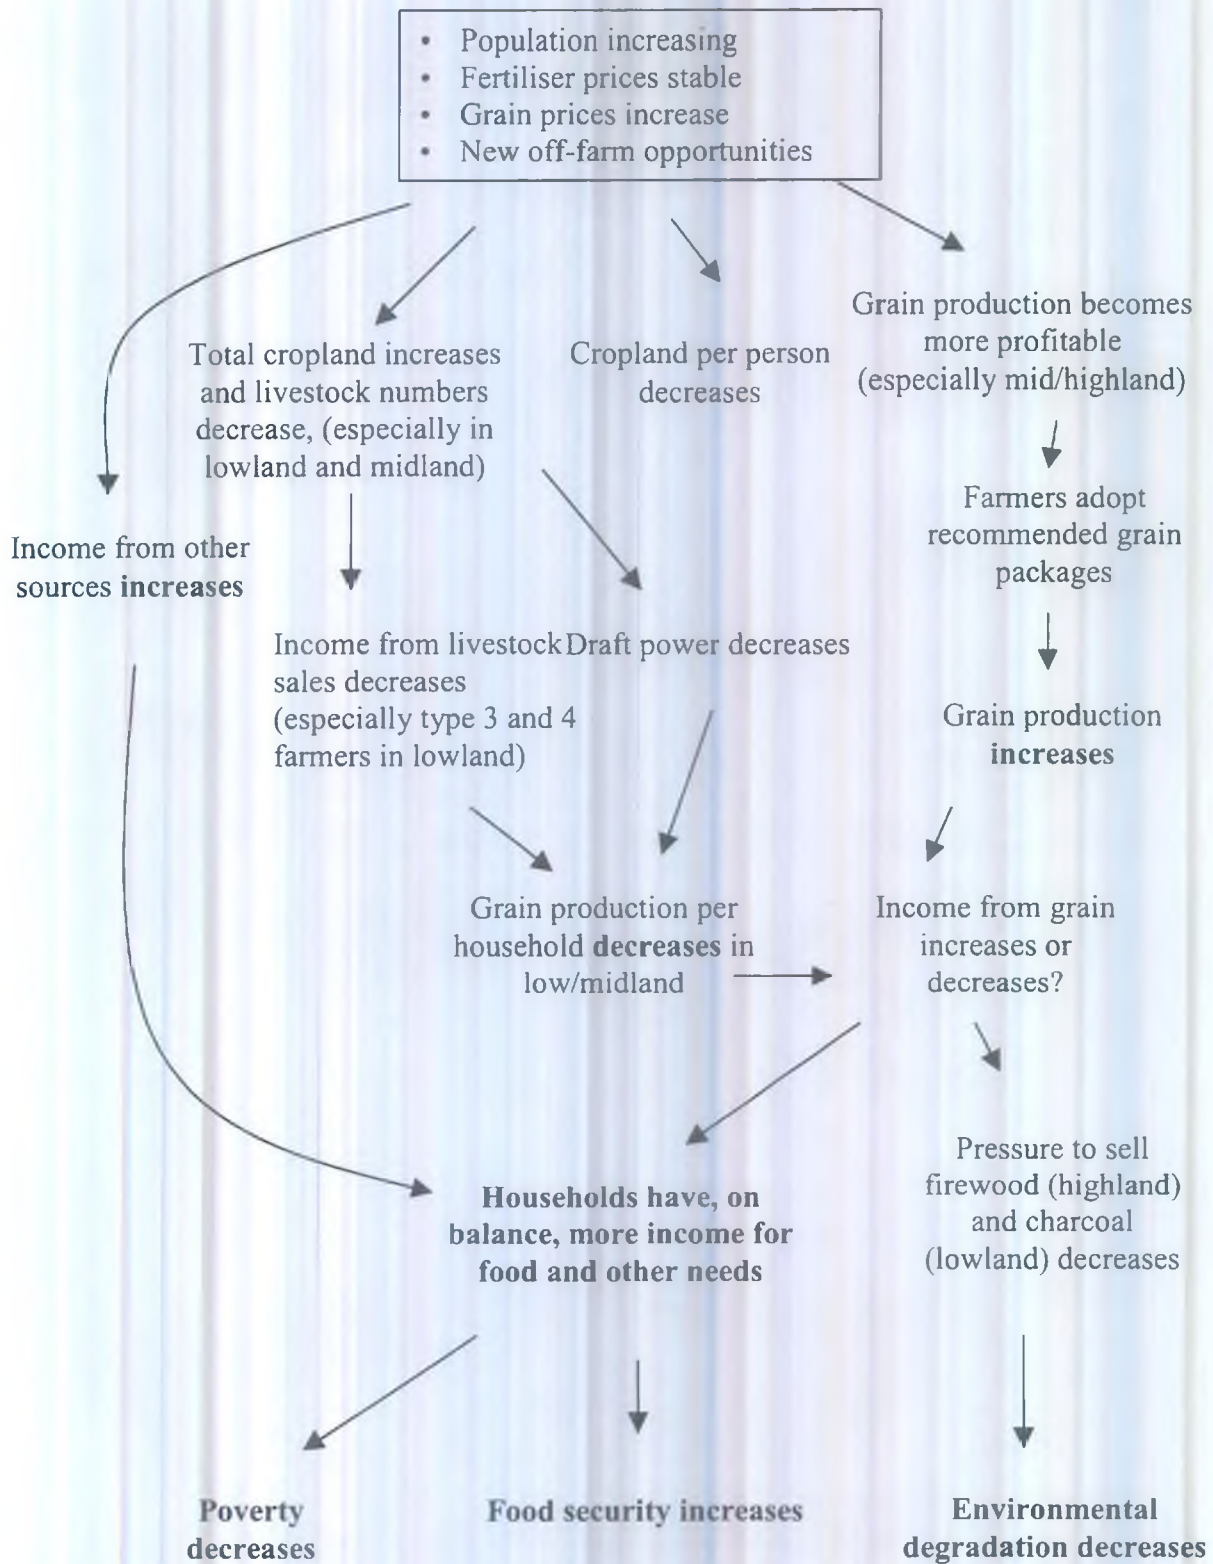 • Population increasing
• Fertiliser prices stable
• Grain prices increase
• New off-farm opportunities
Grain production becomes
more profitable
(especially mid/highland)
Total cropland increases
and livestock numbers
decrease, (especially in
lowland and midland)
Cropland per person
decreases
Farmers adopt
recommended grain
packages
Income from other
sources increases
Income from livestock
sales decreases
(especially type 3 and 4
farmers in lowland)
Draft power decreases
Grain production
increases
Grain production per
household decreases in
low/midland
Income from grain
increases or
decreases?
Households have, on
balance, more income for
food and other needs
Pressure to sell
firewood (highland)
and charcoal
(lowland) decreases
Poverty
decreases
Food security increases
Environmental
degradation decreases